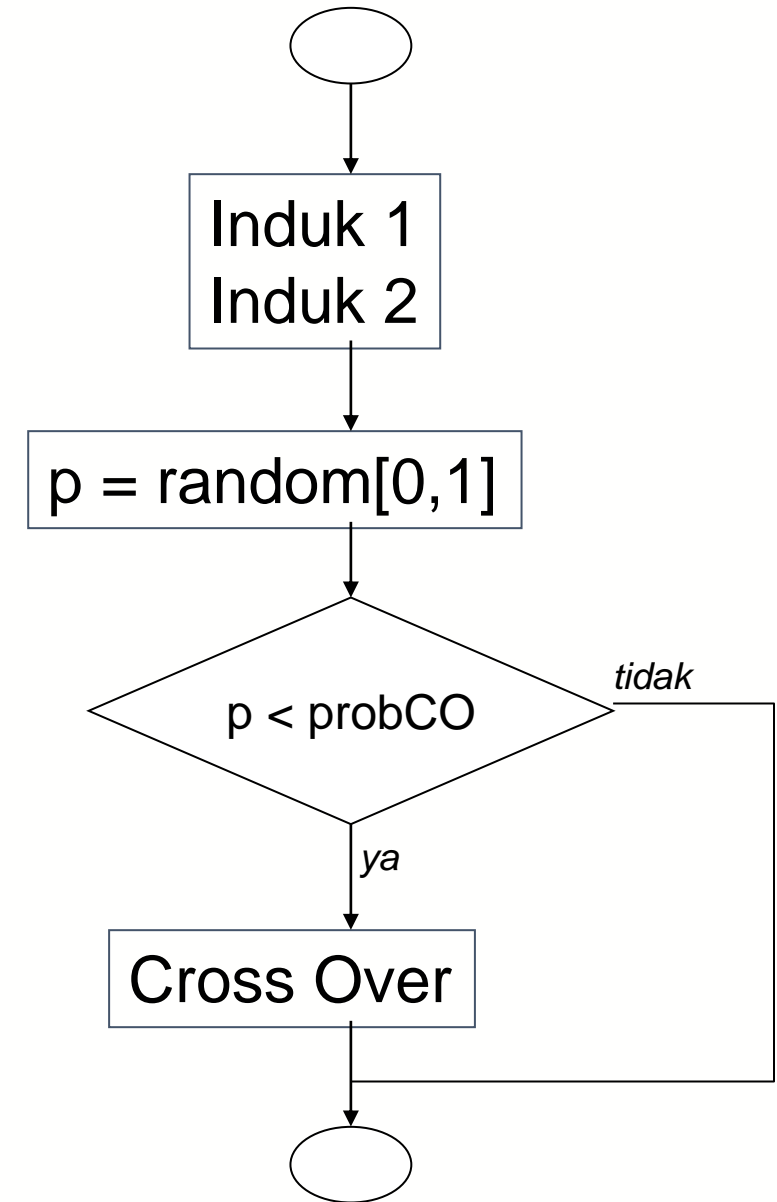 Induk 1
Induk 2
p = random[0,1]
p < probCO
tidak
ya
Cross Over